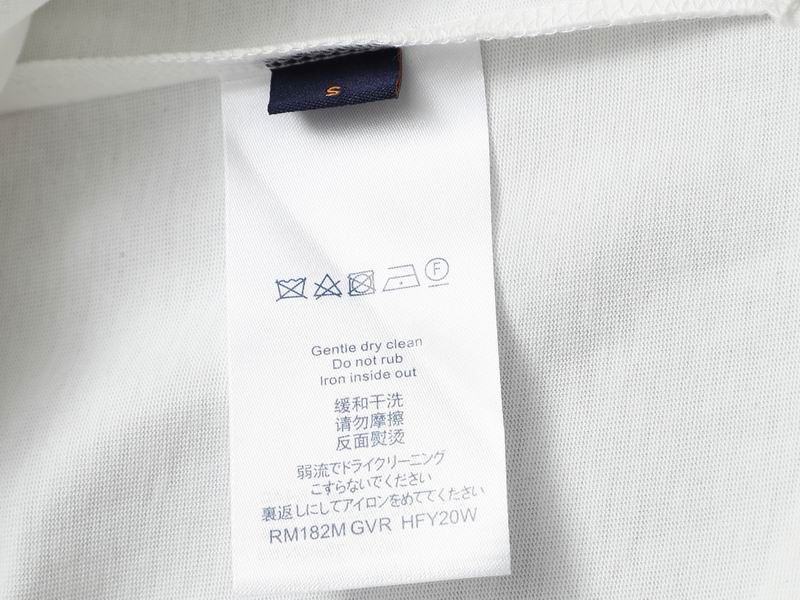 S
F
Gentle dry clean
Do not rub
Iron inside out
缓和干洗
请勿摩擦
反面熨烫
弱流でドライクリーニング
こすらないでください
裏返しにしてアイロンをめててください
RM182M GVR HFY20W